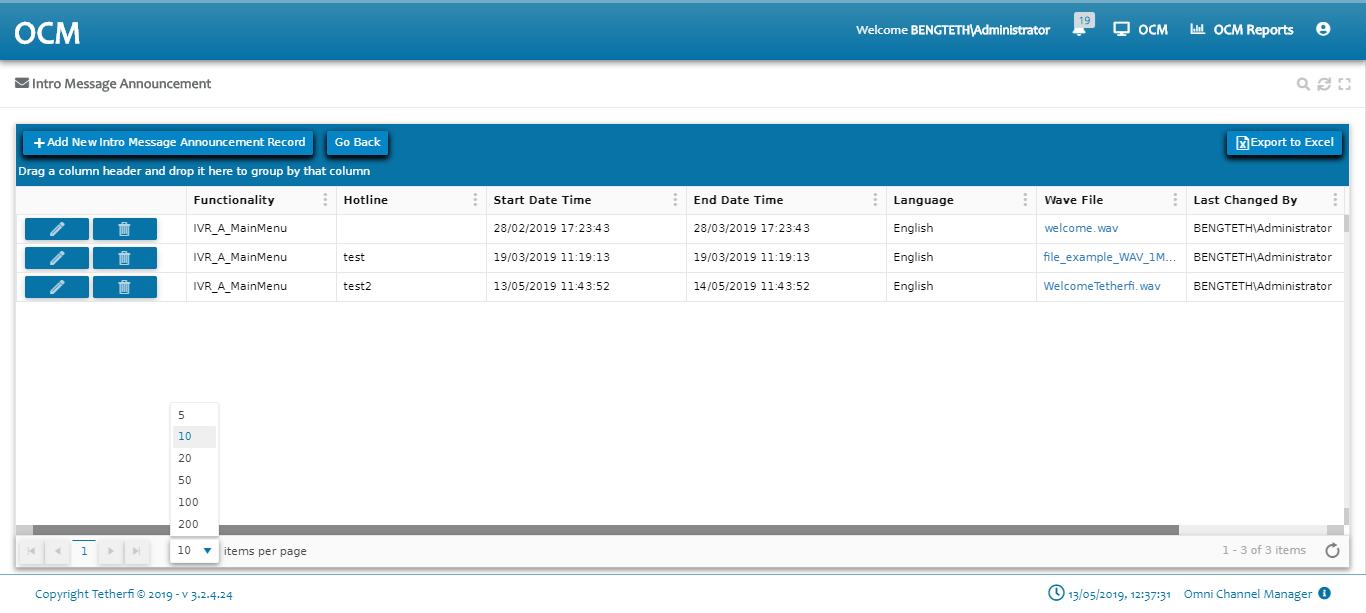 OCM
Welcome BENGTETH\Administrator 19 OCM OCM Reports
Intro Message Announcement
Add New Intro Message Announcement Record Go Back Export to Excel
Drag a column header and drop it here to group by that column
Functionality Hotline Start Date Time End Date Time Language Wave File Last Changed By
IVR_A_MainMenu 28/02/2019 17:23:43 28/03/2019 17:23:43 English welcome.wav BENGTETH\Administrator
IVR_A_MainMenu test 19/03/2019 11:19:13 19/03/2019 11:19:13 English file_example_WAV_1M... BENGTETH\Administrator
IVR_A_MainMenu test2 13/05/2019 11:43:52 14/05/2019 11:43:52 English WelcomeTetherfi.wav BENGTETH\Administrator
5
10
20
50
100
200
1 10 items per page 1 - 3 of 3 items
Copyright Tetherfi © 2019 - v 3.2.4.24 13/05/2019, 12:37:31 Omni Channel Manager